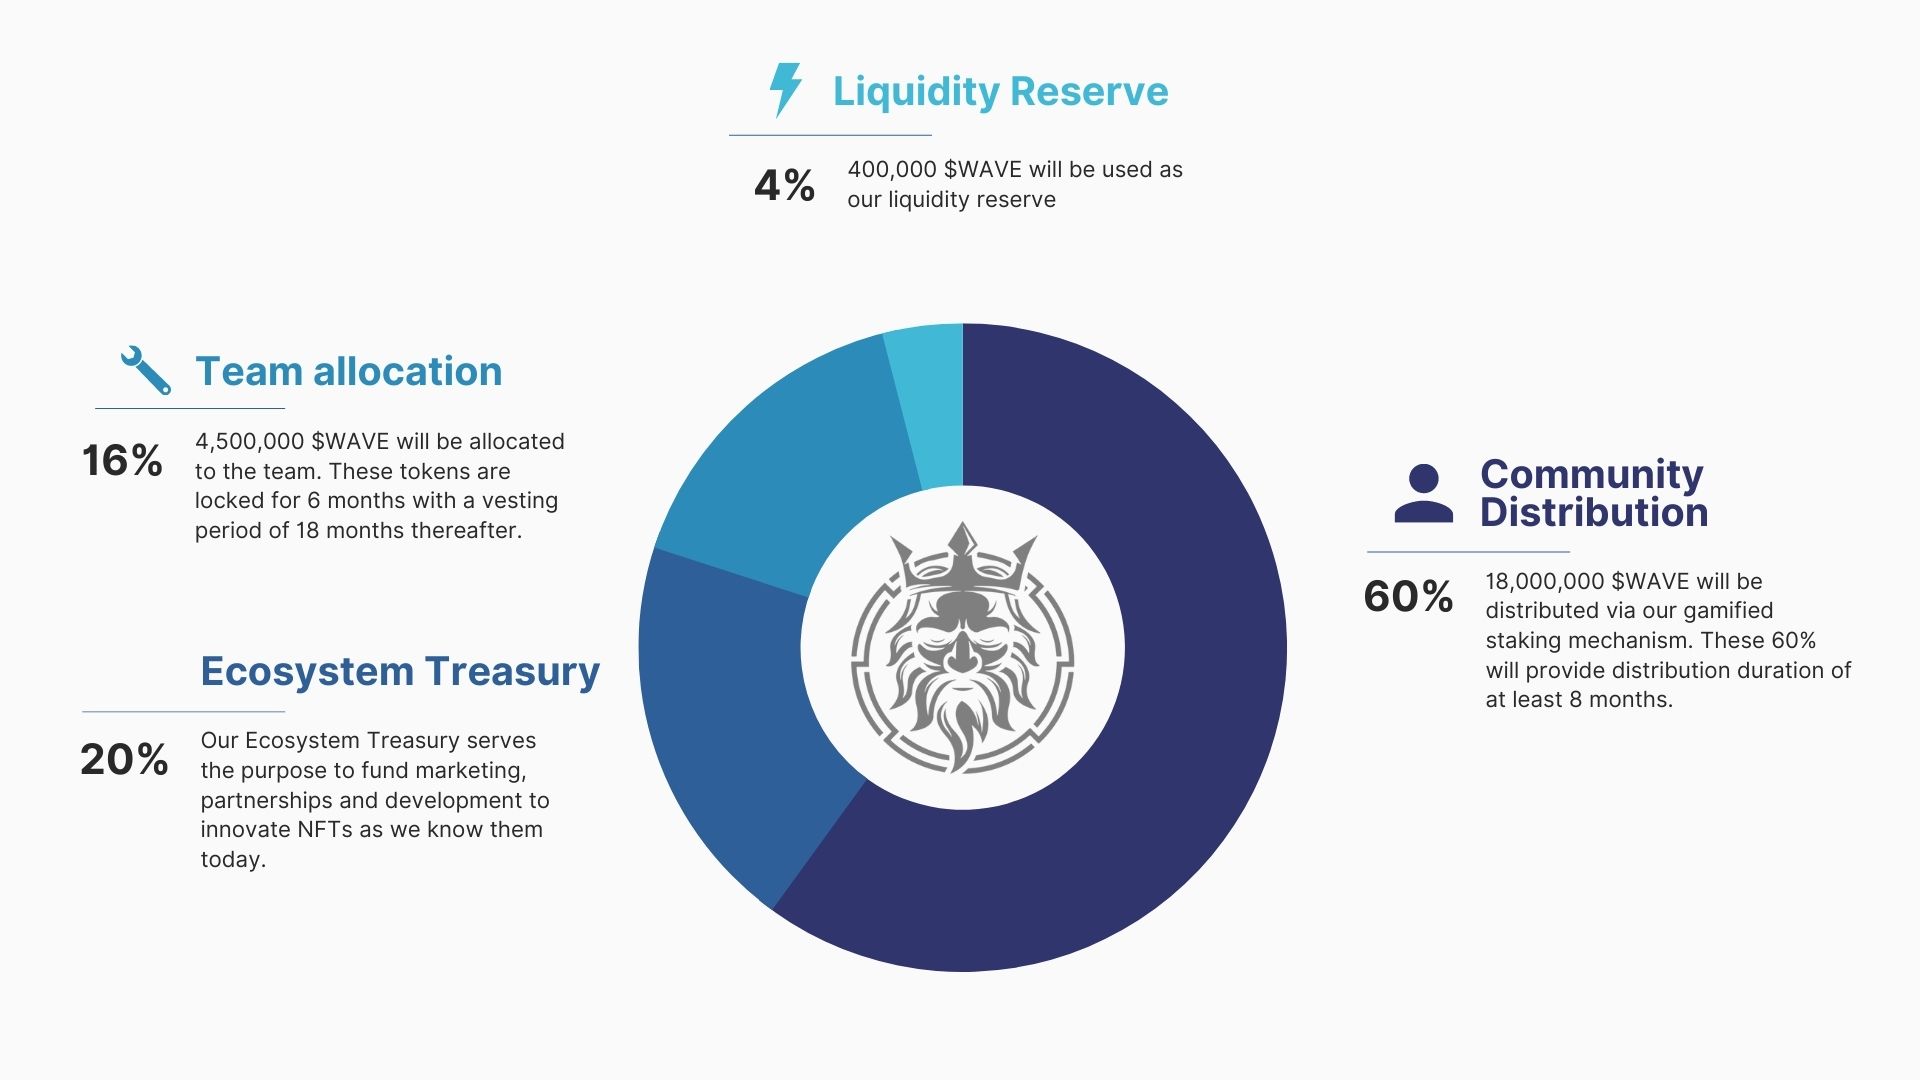 Liquidity Reserve
4%
400,000 $WAVE will be used as
our liquidity reserve
Team allocation
16%
4,500,000 $WAVE will be allocated
to the team. These tokens are
locked for 6 months with a vesting
period of 18 months thereafter.
Ecosystem Treasury
20%
Our Ecosystem Treasury serves
the purpose to fund marketing,
partnerships and development to
innovate NFTs as we know them
today.
Community
Distribution
60%
18,000,000 $WAVE will be
distributed via our gamified
staking mechanism. These 60%
will provide distribution duration of
at least 8 months.